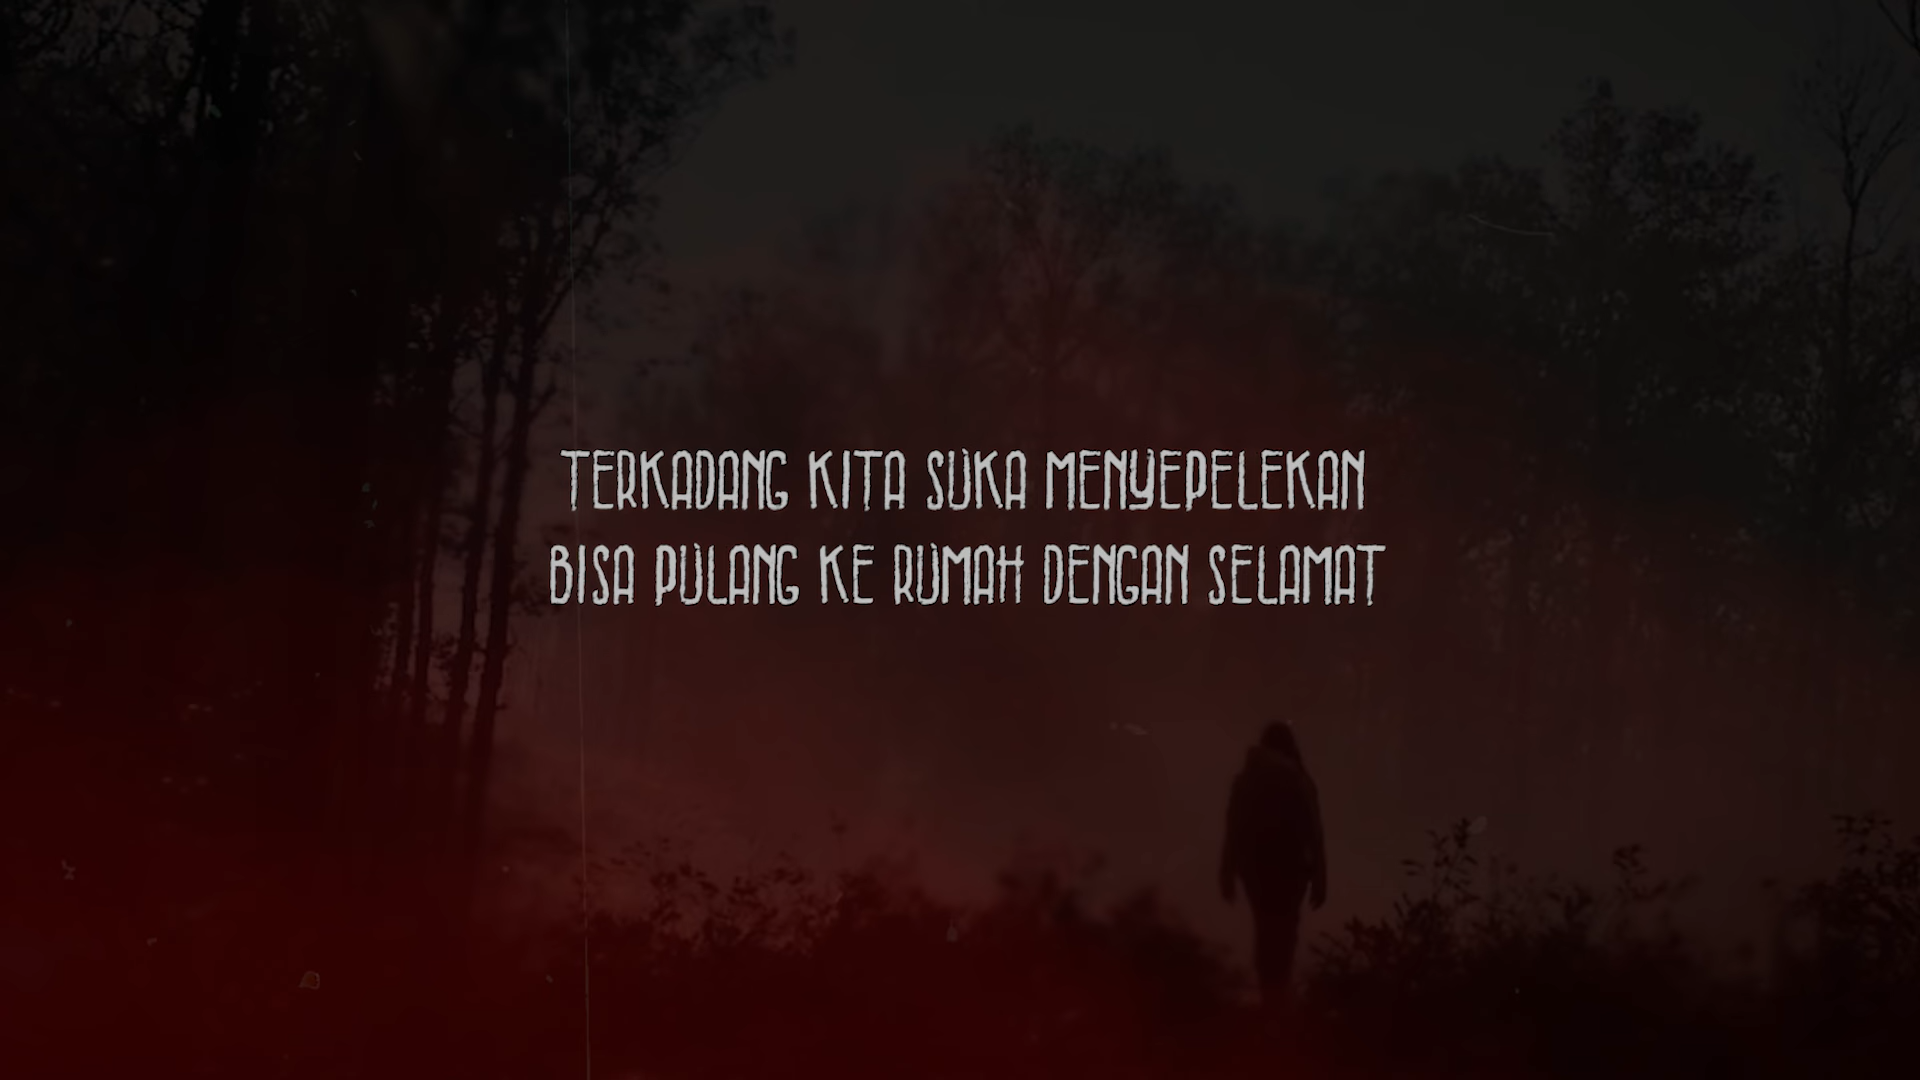 TERKADANG KITA SUKA MENYEPELEKAN
BISA PULANG KE RUMAH DENGAN SELAMAT